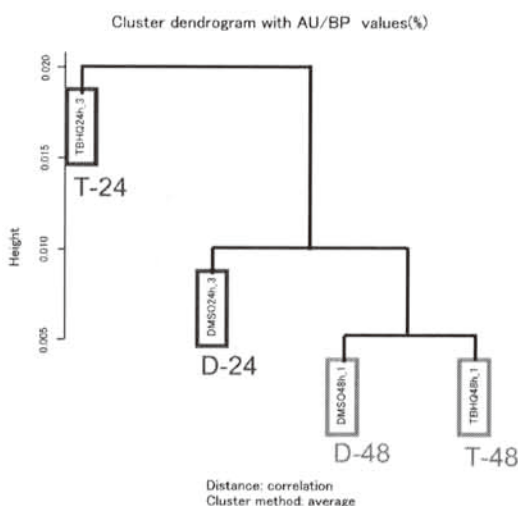 Cluster dendrogram with AU/BP values(%)
Height
0.020
0.015
0.010
0.005
TBHQ24h_3
T-24
DMSO24h_3
D-24
DMSO48h_1
D-48
TBHQ48h_1
T-48
Distance: correlation
Cluster method: average